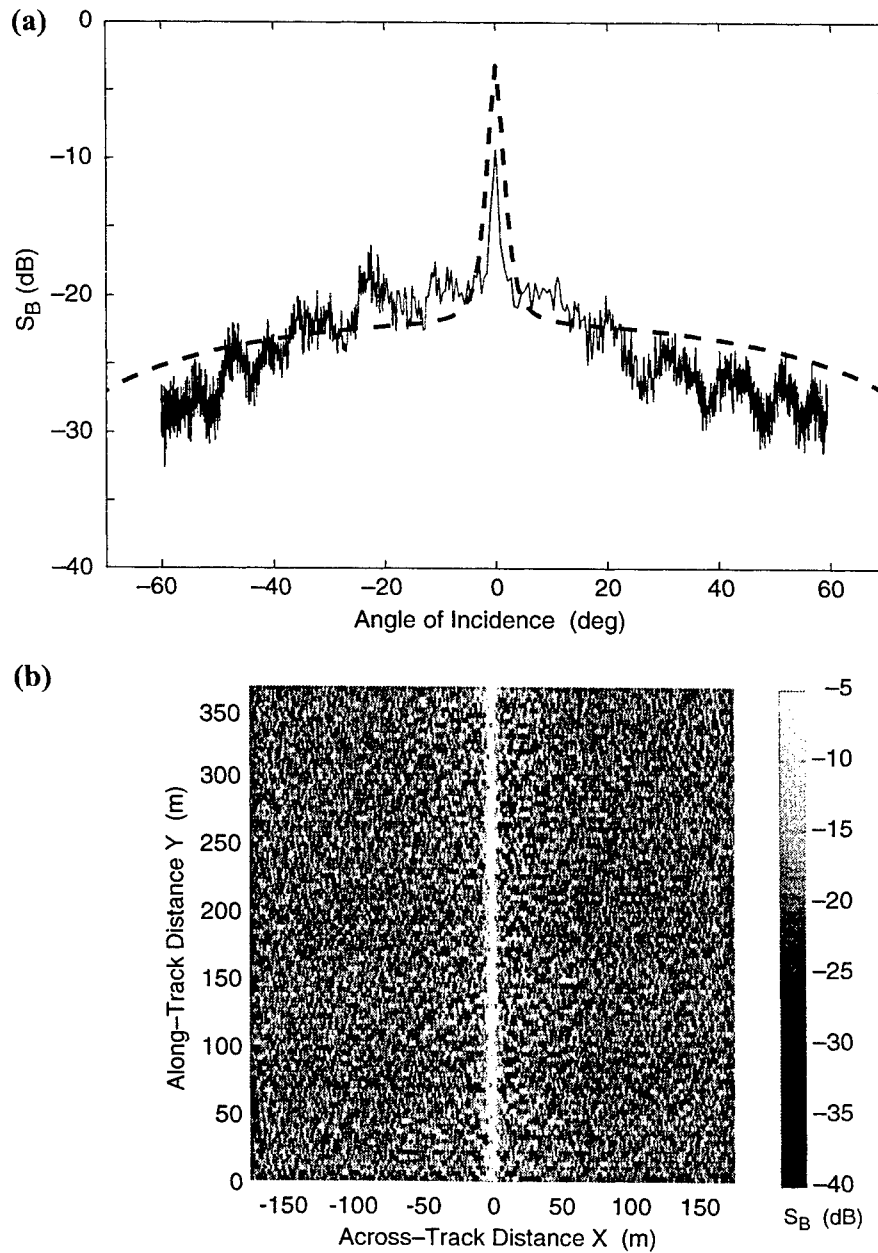 (a)
0
−10
−20
−30
−40
S_B (dB)
−60 −40 −20 0 20 40 60
Angle of Incidence (deg)
(b)
350
300
250
200
150
100
50
0
Along–Track Distance Y (m)
-150 -100 -50 0 50 100 150
Across–Track Distance X (m)
−5
−10
−15
−20
−25
−30
−35
−40
S_B (dB)